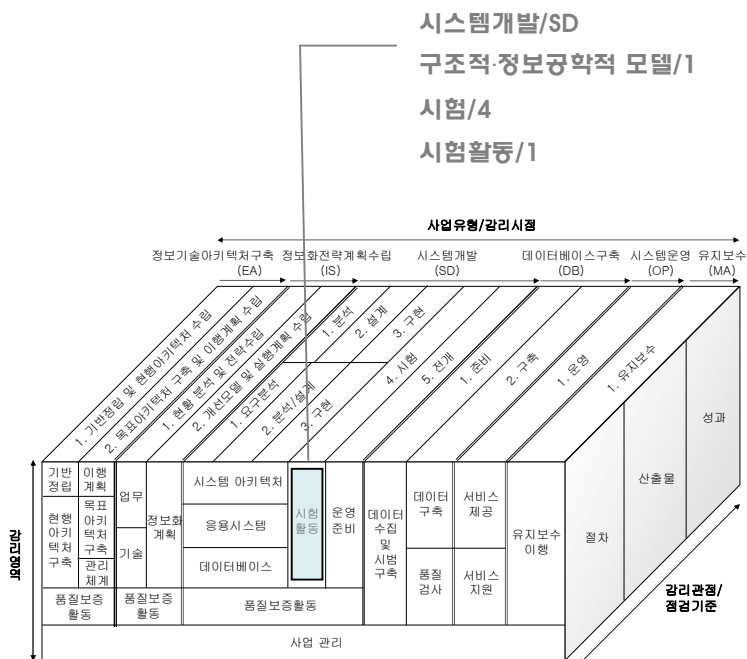 시스템개발/SD
구조적·정보공학적 모델/1
시험/4
시험활동/1
사업유형/감리시점
정보기술아키텍처구축 정보화전략계획수립 시스템개발 데이터베이스구축 시스템운영 유지보수
(EA) (IS) (SD) (DB) (OP) (MA)
1. 기반정립 및 현행아키텍처 수립
2. 목표아키텍처 구축 및 이행계획 수립
1. 현황 분석 및 전략수립
2. 개선모델 및 실행계획 수립
1. 분석
2. 설계
3. 구현
1. 요구분석
2. 분석/설계
3. 구현
4. 시험
5. 전개
1. 준비
2. 구축
1. 운영
1. 유지보수
감리영역
기반
정립
이행
계획
현행
아키
텍처
구축
목표
아키
텍처
구축
관리
체계
업무
기술
정보화
계획
시스템 아키텍처
응용시스템
데이터베이스
시험
활동
운영
준비
데이터
수집
및
시범
구축
데이터
구축
품질
검사
서비스
제공
서비스
지원
유지보수
이행
품질보증
활동
품질보증
활동
품질보증활동
사업 관리
절차
산출물
성과
감리관점/
점검기준